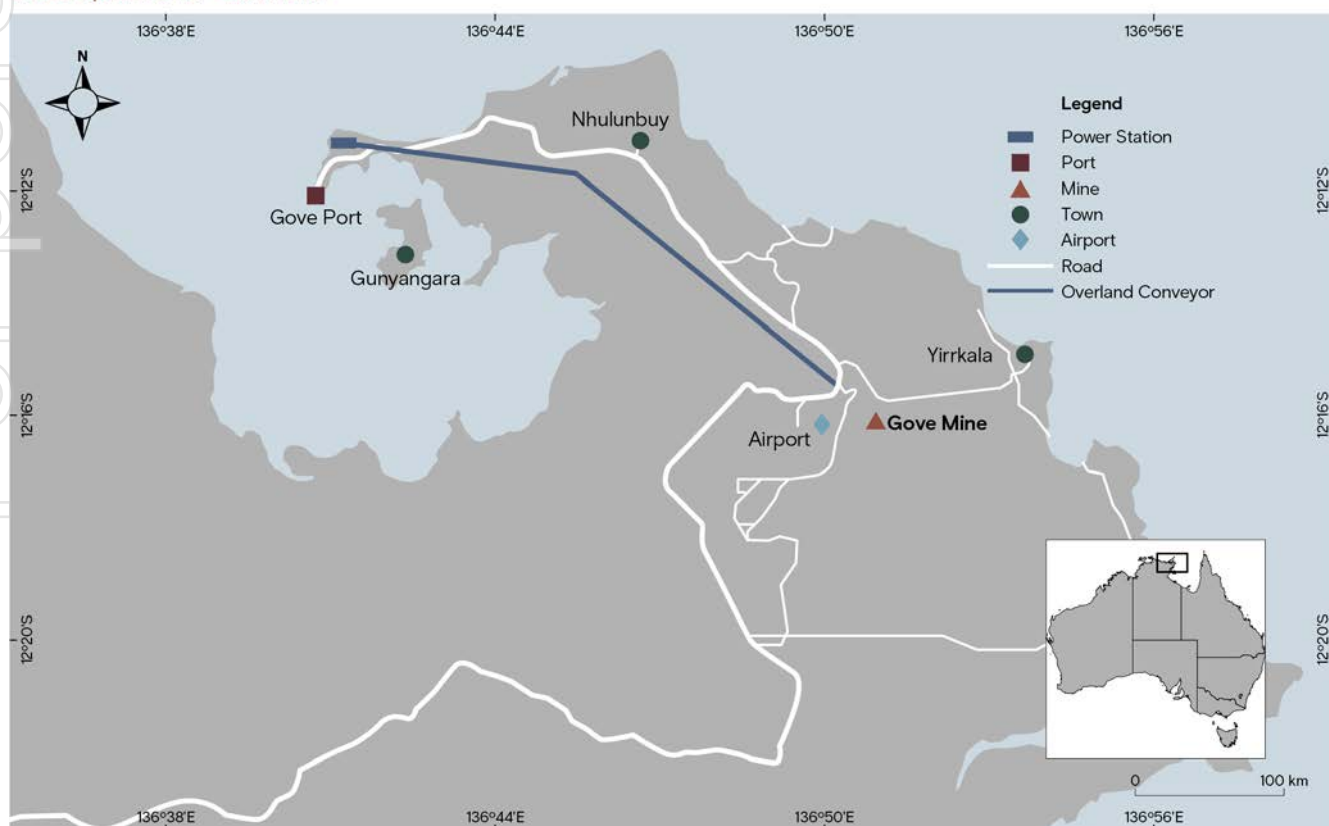 136°38'E 136°44'E 136°50'E 136°56'E
N
Legend
Power Station
Port
Mine
Town
Airport
Road
Overland Conveyor
Nhulunbuy
12°12'S 12°12'S
Gove Port
Gunyangara
Yirrkala
12°16'S 12°16'S
Gove Mine
Airport
12°20'S 12°20'S
0 100 km
136°38'E 136°44'E 136°50'E 136°56'E